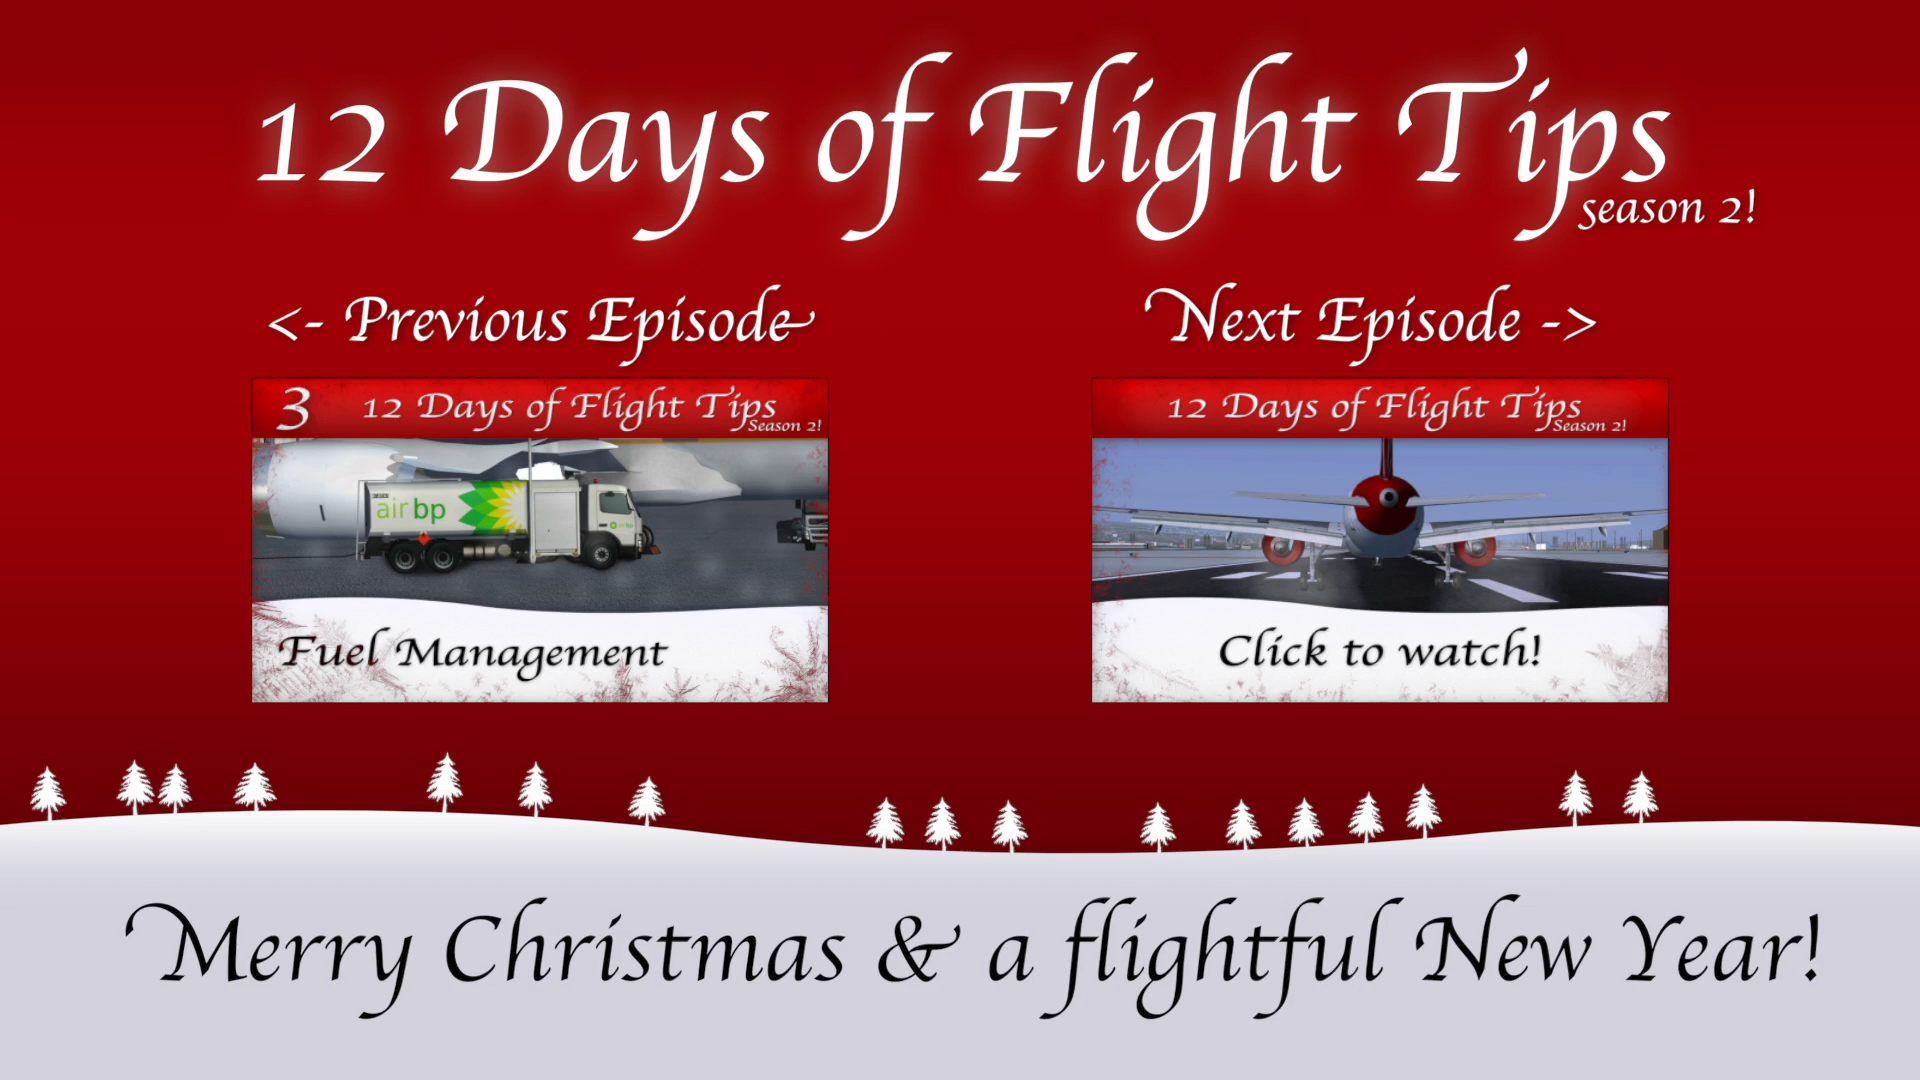 12 Days of Flight Tips
season 2!
<- Previous Episode
Next Episode ->
3 12 Days of Flight Tips
Season 2!
air bp
Fuel Management
12 Days of Flight Tips
Season 2!
Click to watch!
Merry Christmas & a flightful New Year!